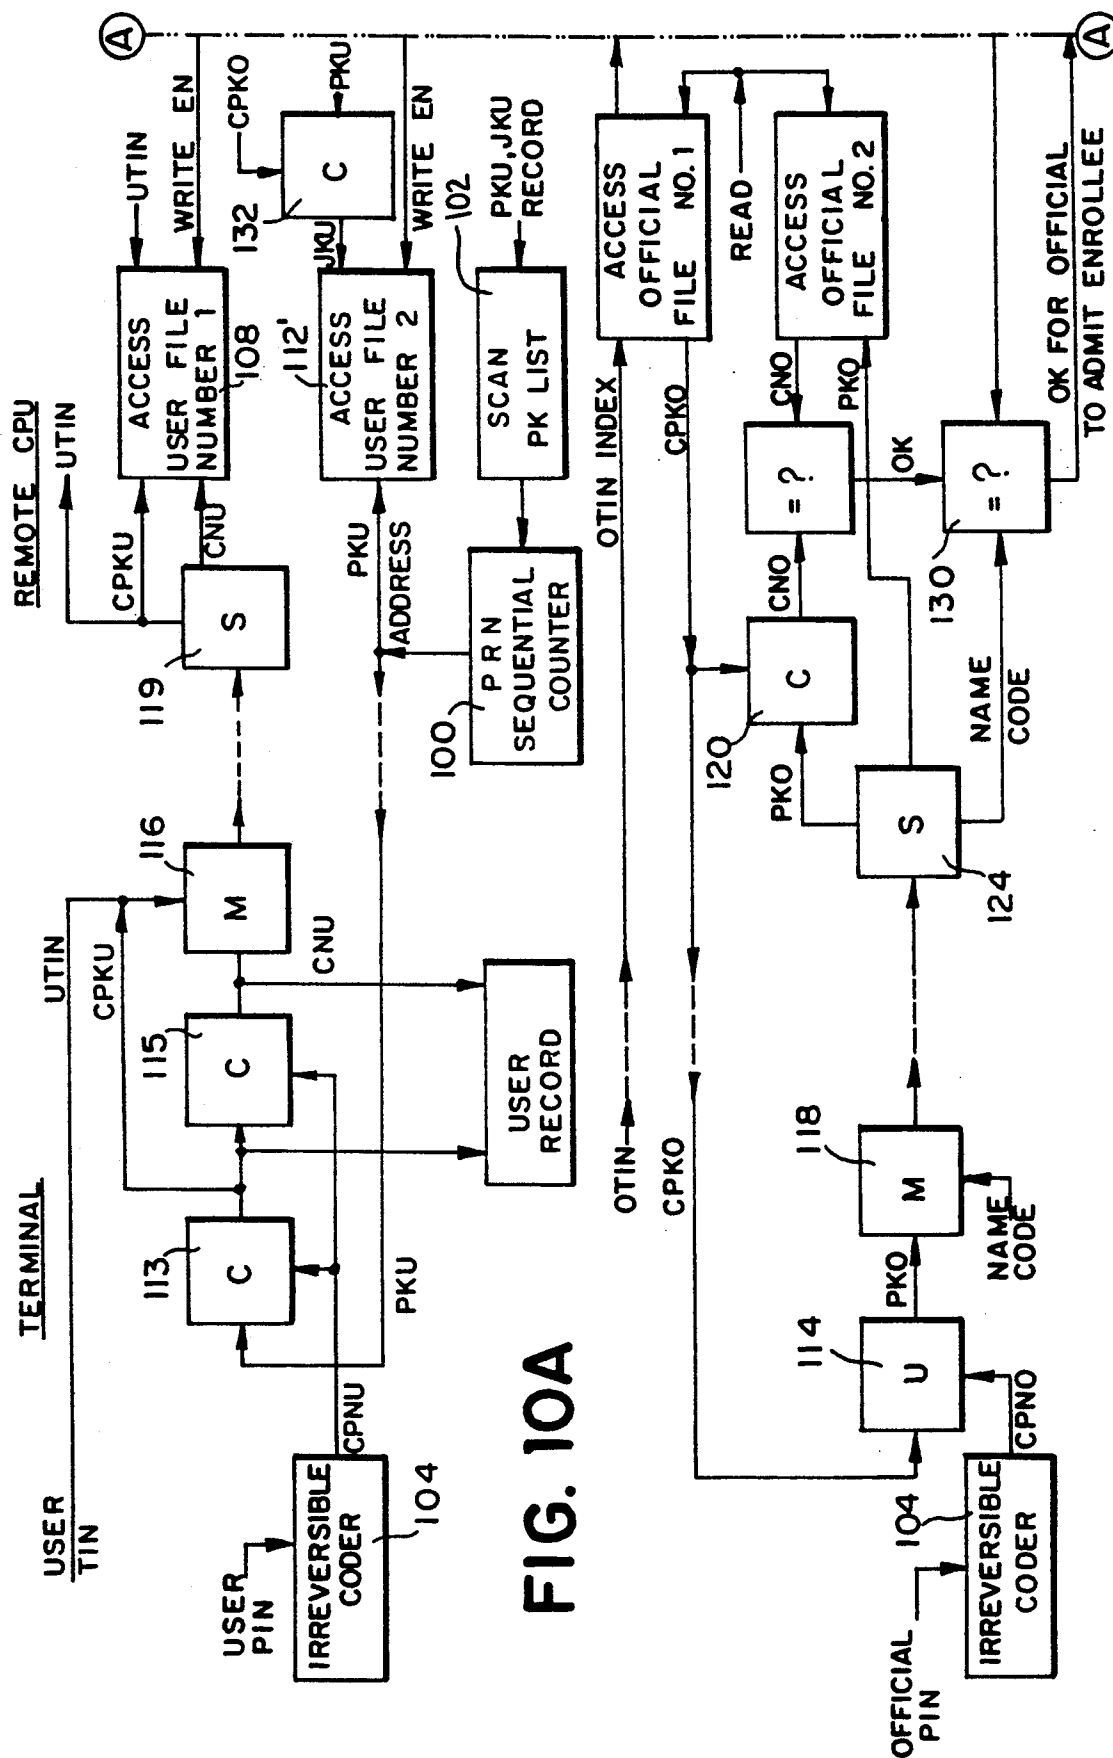 TERMINAL
REMOTE CPU
USER
TIN
UTIN
CPKU
UTIN
CPKU
CNU
113
C
115
C
116
M
119
S
ACCESS
USER FILE
NUMBER 1
108
UTIN
WRITE EN
A
CPKO
PKU
132
C
JKU
112'
ACCESS
USER FILE
NUMBER 2
WRITE EN
PKU
ADDRESS
CNU
USER
RECORD
PKU
USER
PIN
CPNU
IRREVERSIBLE
CODER
104
100
PRN
SEQUENTIAL
COUNTER
SCAN
PK LIST
102
PKU,JKU
RECORD
FIG. 10A
OTIN
OTIN INDEX
ACCESS
OFFICIAL
FILE NO.1
CPKO
CPKO
READ
ACCESS
OFFICIAL
FILE NO.2
CNO
PKO
= ?
CNO
120
C
PKO
OK
130
= ?
NAME
CODE
S
124
118
M
NAME
CODE
PKO
114
U
CPNO
OFFICIAL
PIN
104
IRREVERSIBLE
CODER
OK FOR OFFICIAL
TO ADMIT ENROLLEE
A